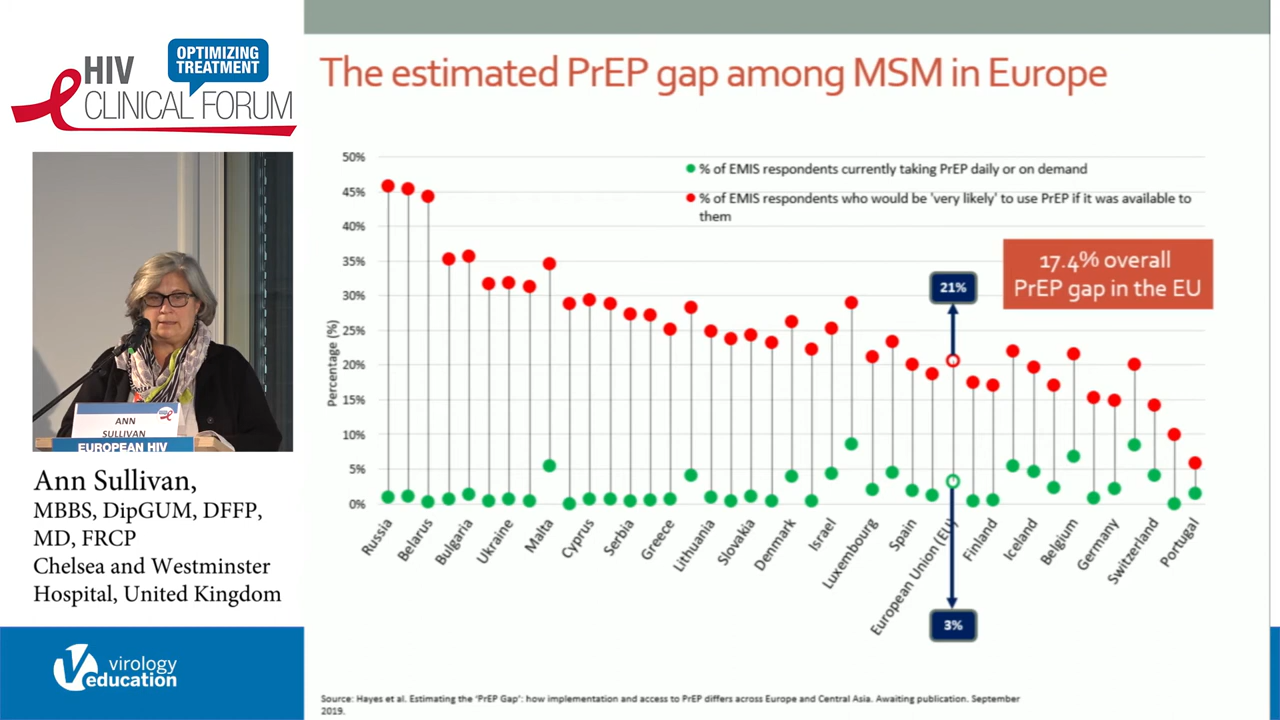 HIV
OPTIMIZING
TREATMENT
CLINICAL FORUM
ANN
SULLIVAN
EUROPEAN HIV
Ann Sullivan,
MBBS, DipGUM, DFFP,
MD, FRCP
Chelsea and Westminster
Hospital, United Kingdom
virology
education
The estimated PrEP gap among MSM in Europe
% of EMIS respondents currently taking PrEP daily or on demand
% of EMIS respondents who would be 'very likely' to use PrEP if it was available to
them
17.4% overall
PrEP gap in the EU
21%
3%
Percentage (%)
50%
45%
40%
35%
30%
25%
20%
15%
10%
5%
0%
Russia
Belarus
Bulgaria
Ukraine
Malta
Cyprus
Serbia
Greece
Lithuania
Slovakia
Denmark
Israel
Luxembourg
Spain
European Union (EU)
Finland
Iceland
Belgium
Germany
Switzerland
Portugal
Source: Hayes et al. Estimating the 'PrEP Gap': how implementation and access to PrEP differs across Europe and Central Asia. Awaiting publication. September
2019.